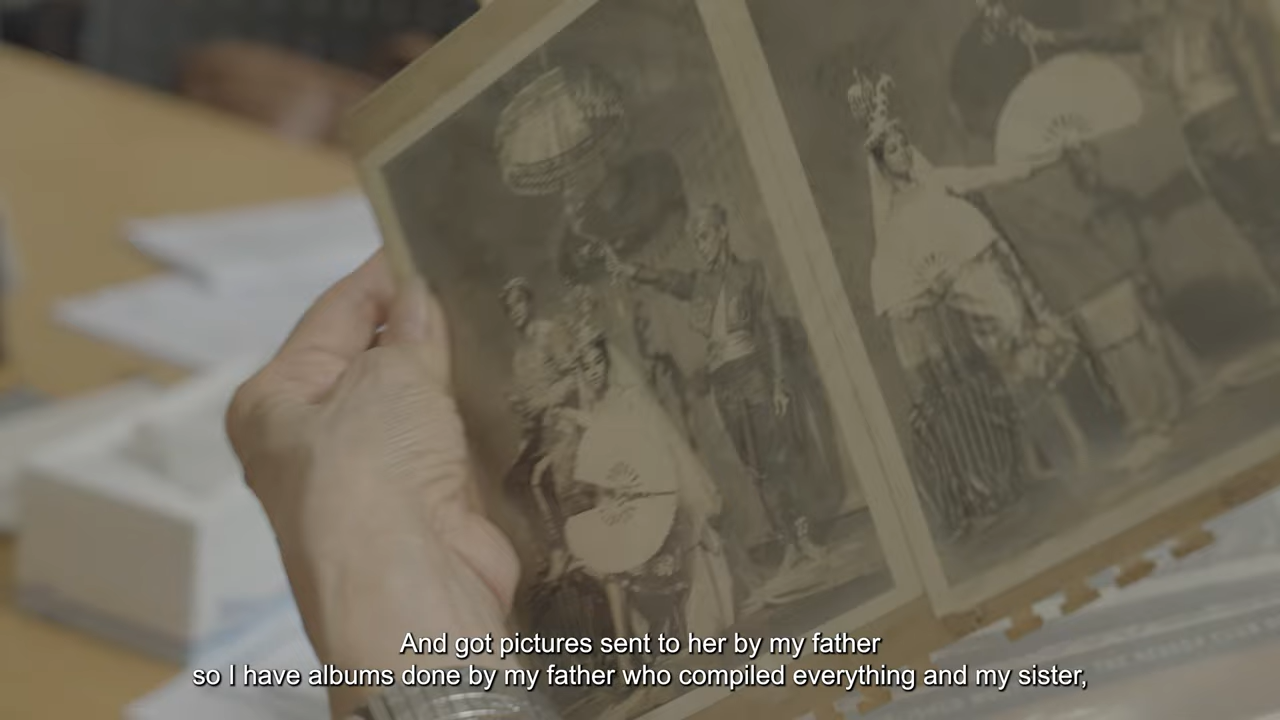 And got pictures sent to her by my father
so I have albums done by my father who compiled everything and my sister,